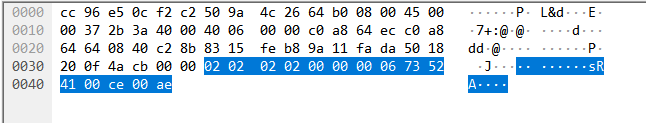 0000 cc 96 e5 0c f2 c2 50 9a 4c 26 64 b0 08 00 45 00 ······P· L&d···E·
0010 00 37 2b 3a 40 00 40 06 00 00 c0 a8 64 ec c0 a8 ·7+:@·@· ····d···
0020 64 64 08 40 c2 8b 83 15 fe b8 9a 11 fa da 50 18 dd·@···· ······P·
0030 20 0f 4a cb 00 00 02 02 02 02 00 00 00 06 73 52 ·J····· ······sR
0040 41 00 ce 00 ae A····